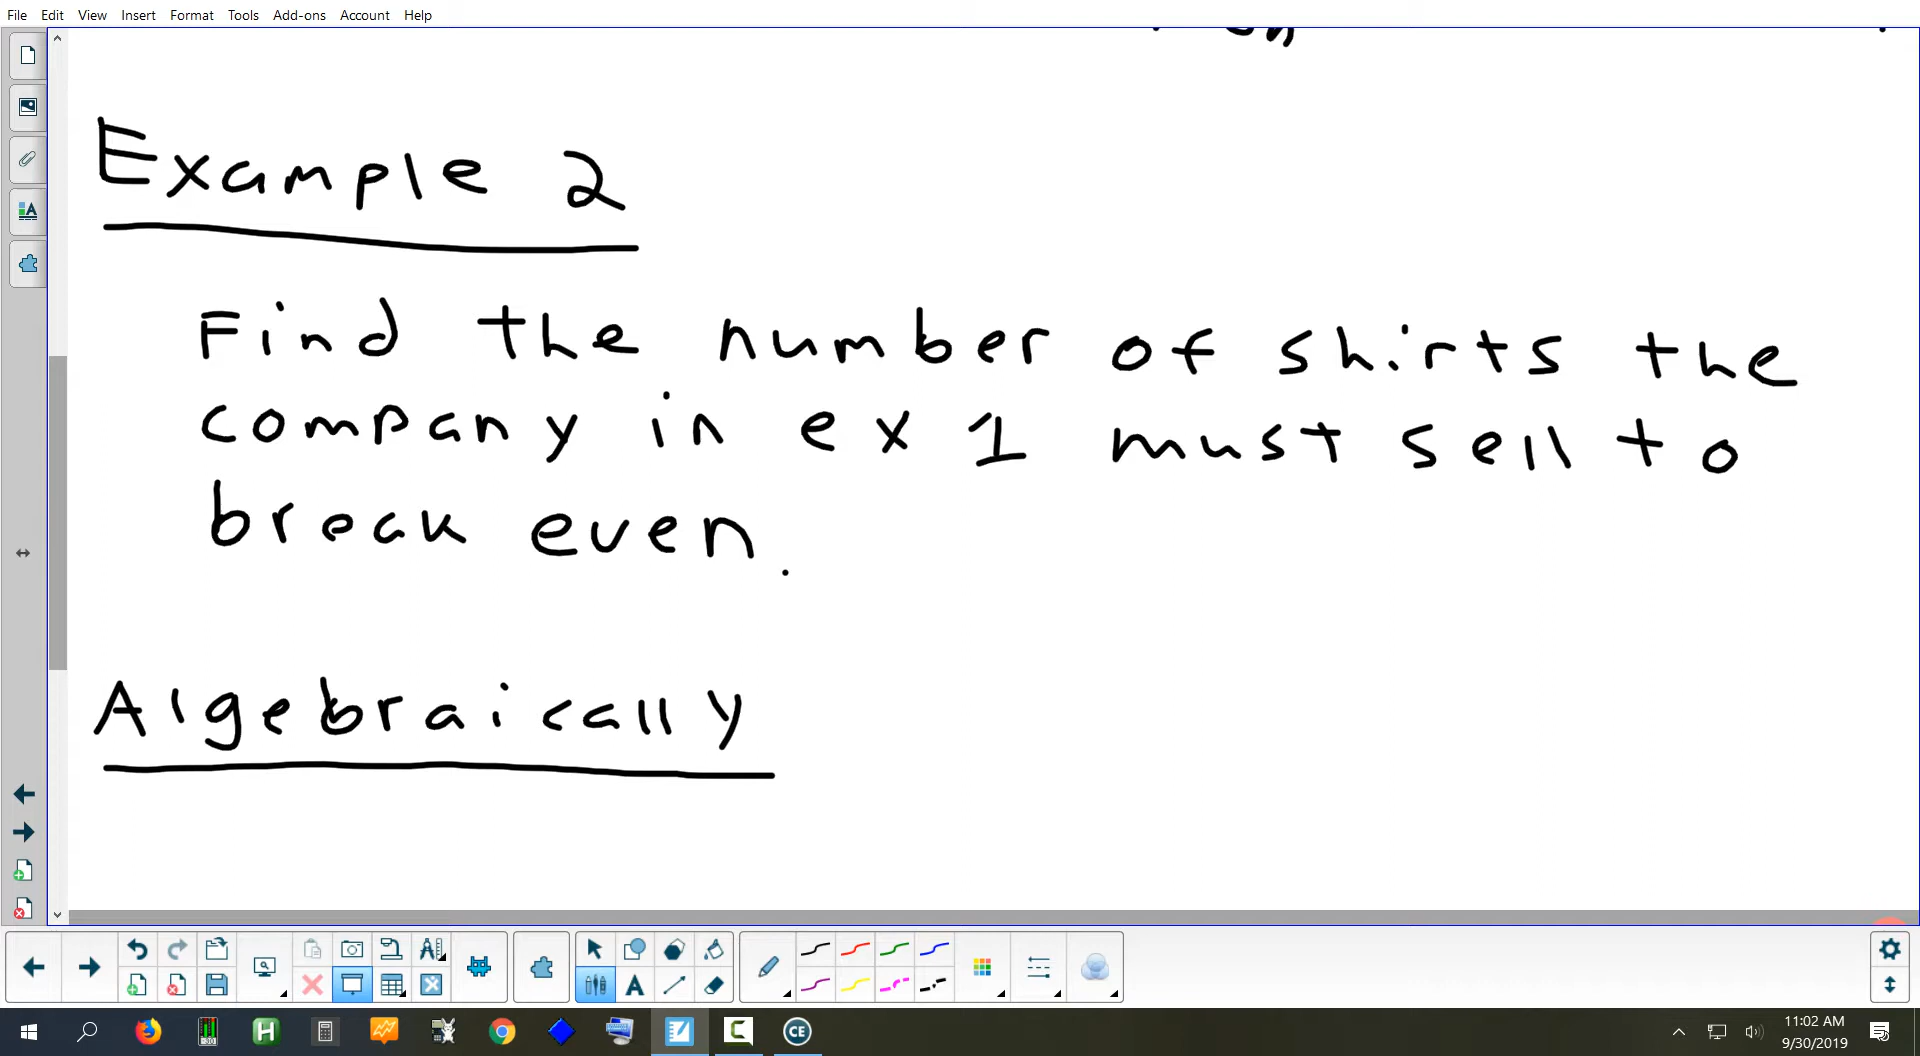 File Edit View Insert Format Tools Add-ons Account Help
Example 2
Find the number of shirts the
company in ex 1 must sell to
break even.
Algebraically
A
CE
11:02 AM
9/30/2019